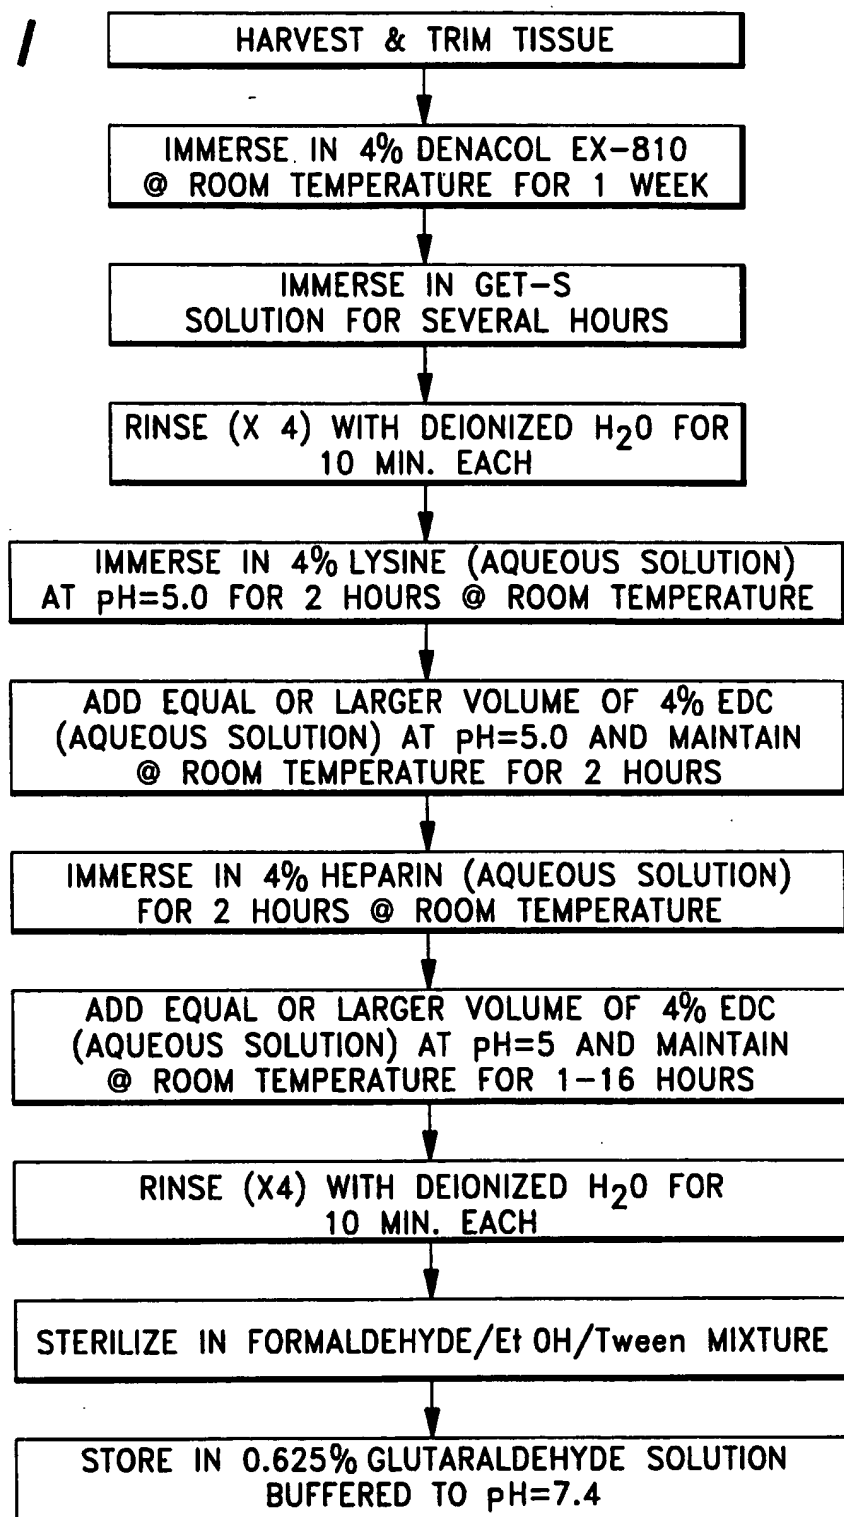 HARVEST & TRIM TISSUE
IMMERSE IN 4% DENACOL EX-810
@ ROOM TEMPERATURE FOR 1 WEEK
IMMERSE IN GET-S
SOLUTION FOR SEVERAL HOURS
RINSE (X 4) WITH DEIONIZED H2O FOR
10 MIN. EACH
IMMERSE IN 4% LYSINE (AQUEOUS SOLUTION)
AT pH=5.0 FOR 2 HOURS @ ROOM TEMPERATURE
ADD EQUAL OR LARGER VOLUME OF 4% EDC
(AQUEOUS SOLUTION) AT pH=5.0 AND MAINTAIN
@ ROOM TEMPERATURE FOR 2 HOURS
IMMERSE IN 4% HEPARIN (AQUEOUS SOLUTION)
FOR 2 HOURS @ ROOM TEMPERATURE
ADD EQUAL OR LARGER VOLUME OF 4% EDC
(AQUEOUS SOLUTION) AT pH=5 AND MAINTAIN
@ ROOM TEMPERATURE FOR 1-16 HOURS
RINSE (X4) WITH DEIONIZED H2O FOR
10 MIN. EACH
STERILIZE IN FORMALDEHYDE/Et OH/Tween MIXTURE
STORE IN 0.625% GLUTARALDEHYDE SOLUTION
BUFFERED TO pH=7.4